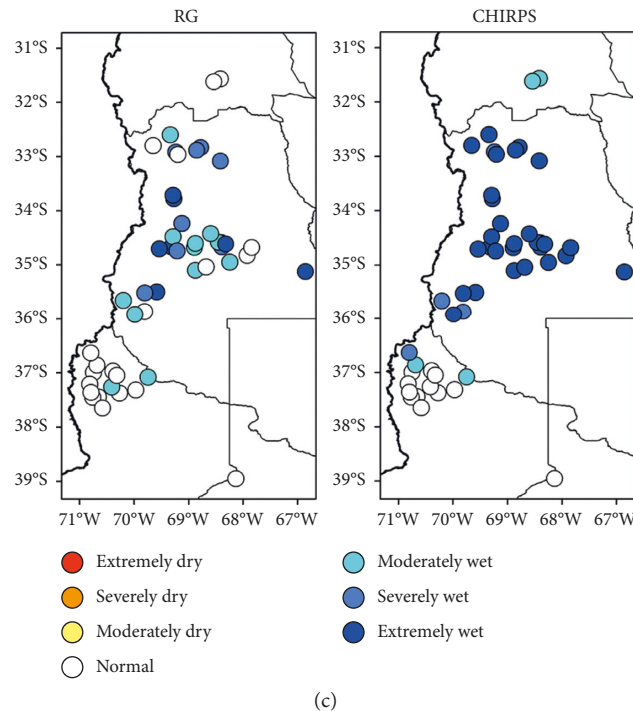 RG
CHIRPS
31°S
31°S
32°S
32°S
33°S
33°S
34°S
34°S
35°S
35°S
36°S
36°S
37°S
37°S
38°S
38°S
39°S
39°S
71°W 70°W 69°W 68°W 67°W
71°W 70°W 69°W 68°W 67°W
Extremely dry
Moderately wet
Severely dry
Severely wet
Moderately dry
Extremely wet
Normal
(c)